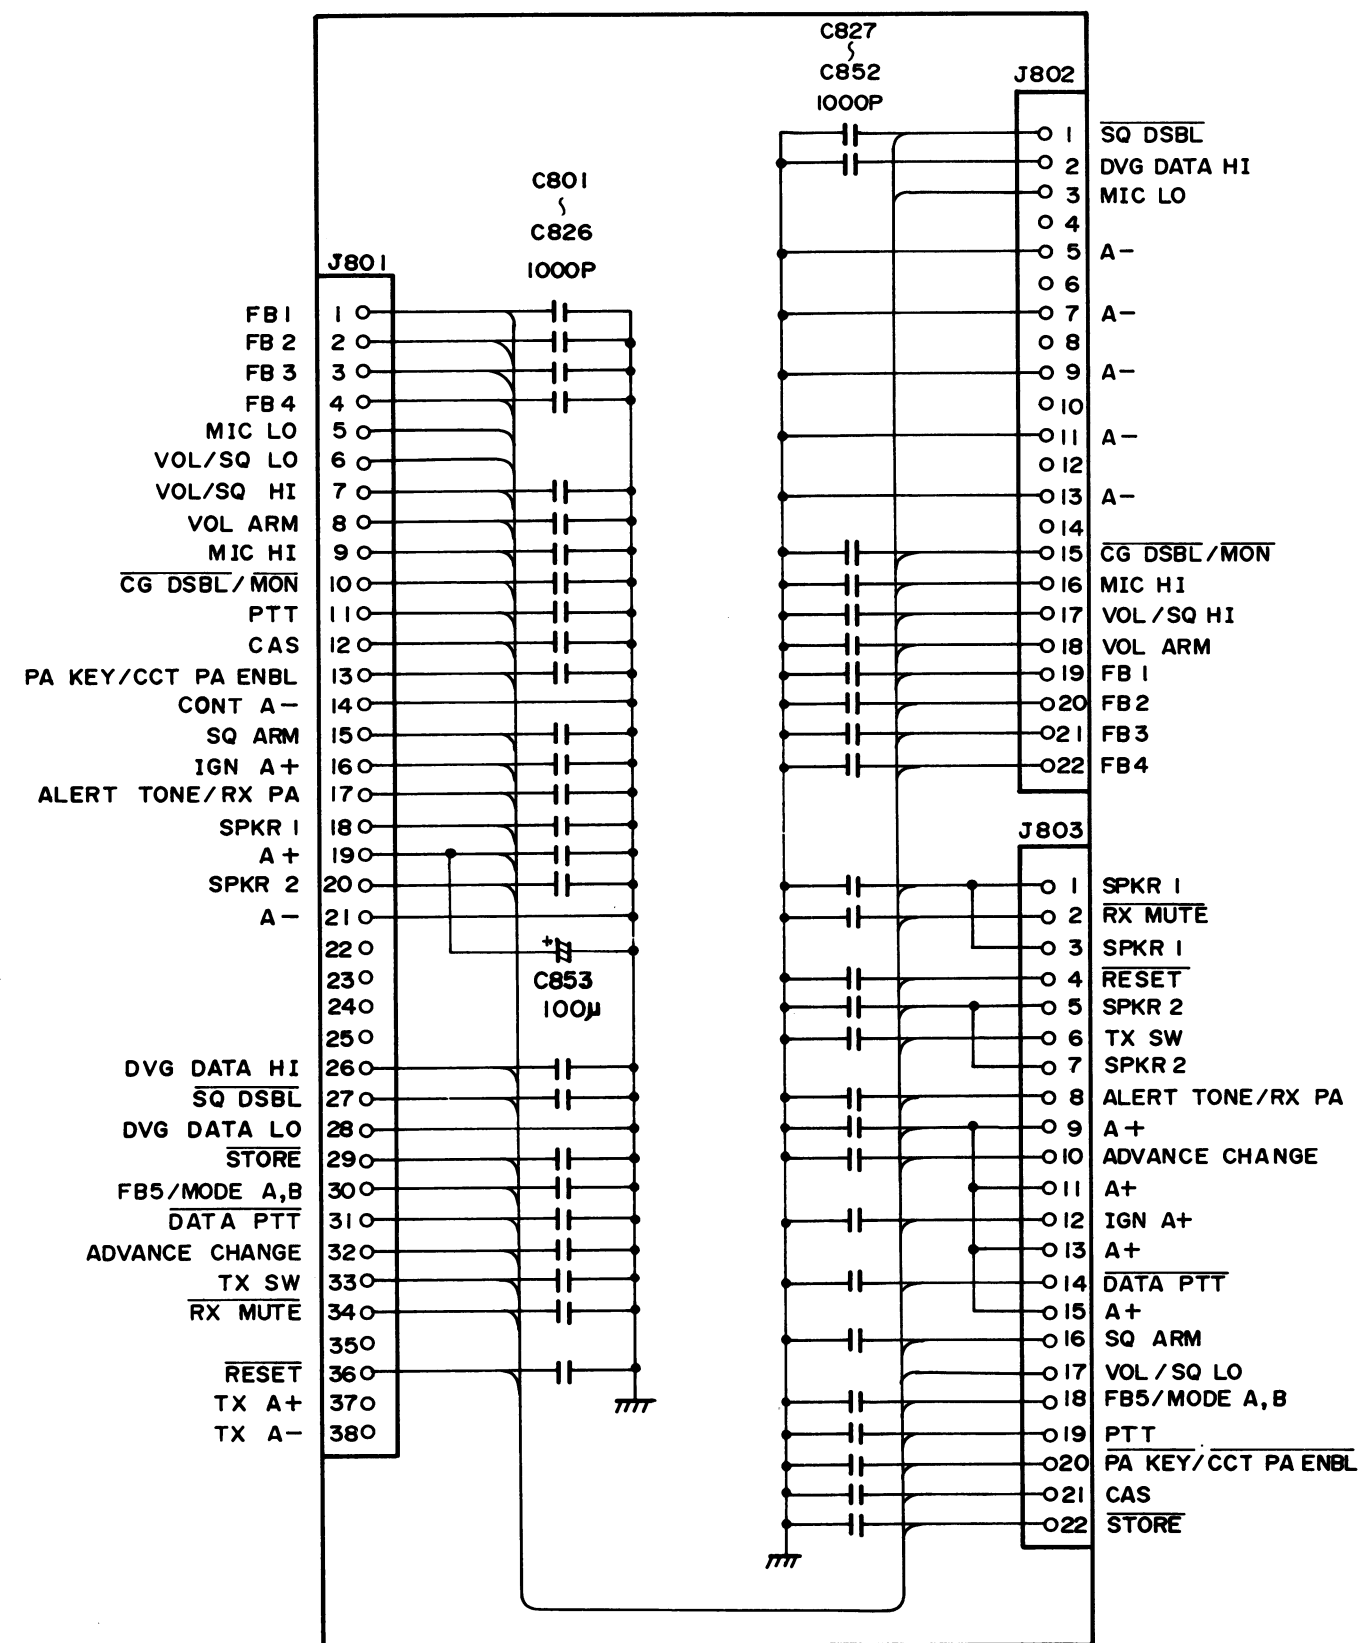 C827
C852
1000P
J802
1 SQ DSBL
2 DVG DATA HI
3 MIC LO
4
5 A-
6
7 A-
8
9 A-
10
11 A-
12
13 A-
14
15 CG DSBL/MON
16 MIC HI
17 VOL/SQ HI
18 VOL ARM
19 FB 1
20 FB 2
21 FB 3
22 FB 4
C801
C826
1000P
J801
FB 1 1
FB 2 2
FB 3 3
FB 4 4
MIC LO 5
VOL/SQ LO 6
VOL/SQ HI 7
VOL ARM 8
MIC HI 9
CG DSBL/MON 10
PTT 11
CAS 12
PA KEY/CCT PA ENBL 13
CONT A- 14
SQ ARM 15
IGN A+ 16
ALERT TONE/RX PA 17
SPKR 1 18
A+ 19
SPKR 2 20
A- 21
22
23
24
25
DVG DATA HI 26
SQ DSBL 27
DVG DATA LO 28
STORE 29
FB5/MODE A,B 30
DATA PTT 31
ADVANCE CHANGE 32
TX SW 33
RX MUTE 34
35
RESET 36
TX A+ 37
TX A- 38
+
C853
100μ
J803
1 SPKR 1
2 RX MUTE
3 SPKR 1
4 RESET
5 SPKR 2
6 TX SW
7 SPKR 2
8 ALERT TONE/RX PA
9 A+
10 ADVANCE CHANGE
11 A+
12 IGN A+
13 A+
14 DATA PTT
15 A+
16 SQ ARM
17 VOL/SQ LO
18 FB5/MODE A,B
19 PTT
20 PA KEY/CCT PA ENBL
21 CAS
22 STORE